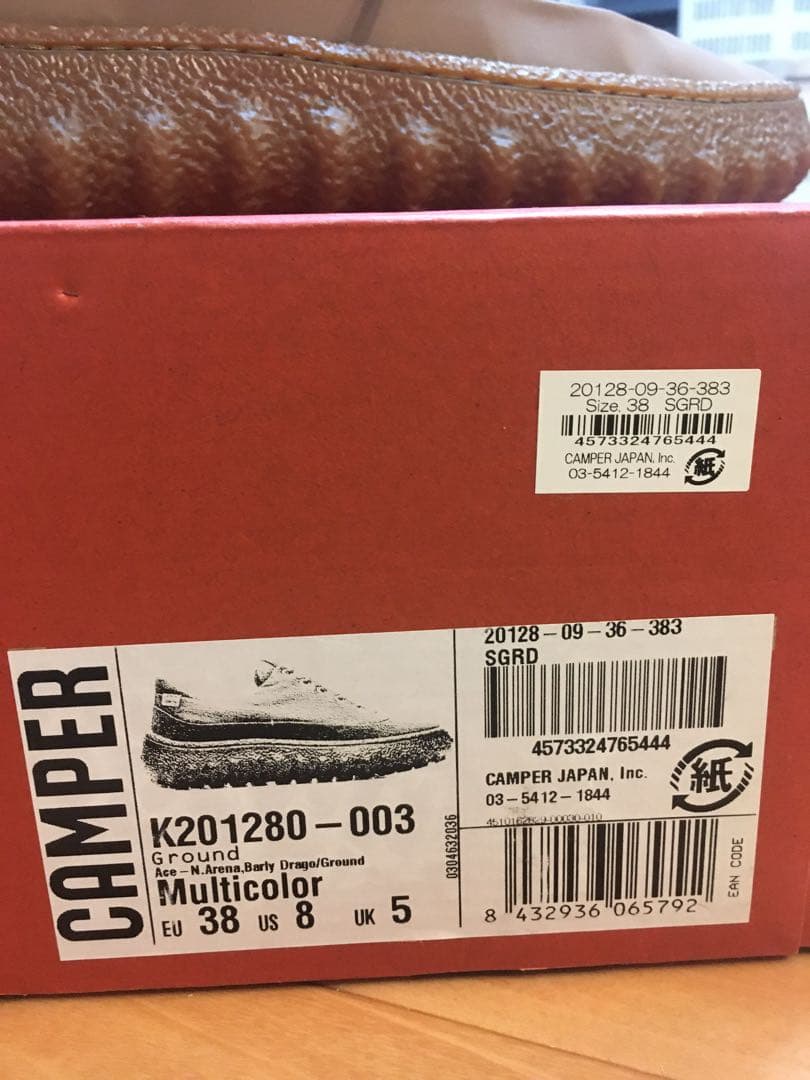 20128-09-36-383
Size. 38 SGRD
4573324765444
CAMPER JAPAN, Inc.
03-5412-1844
紙
CAMPER
K201280-003
Ground
Ace-N.Arena,Barly Drago/Ground
Multicolor
EU 38 US 8 UK 5
0304632036
20128-09-36-383
SGRD
4573324765444
CAMPER JAPAN, Inc.
03-5412-1844
紙
8 432936 065792
EAN CODE